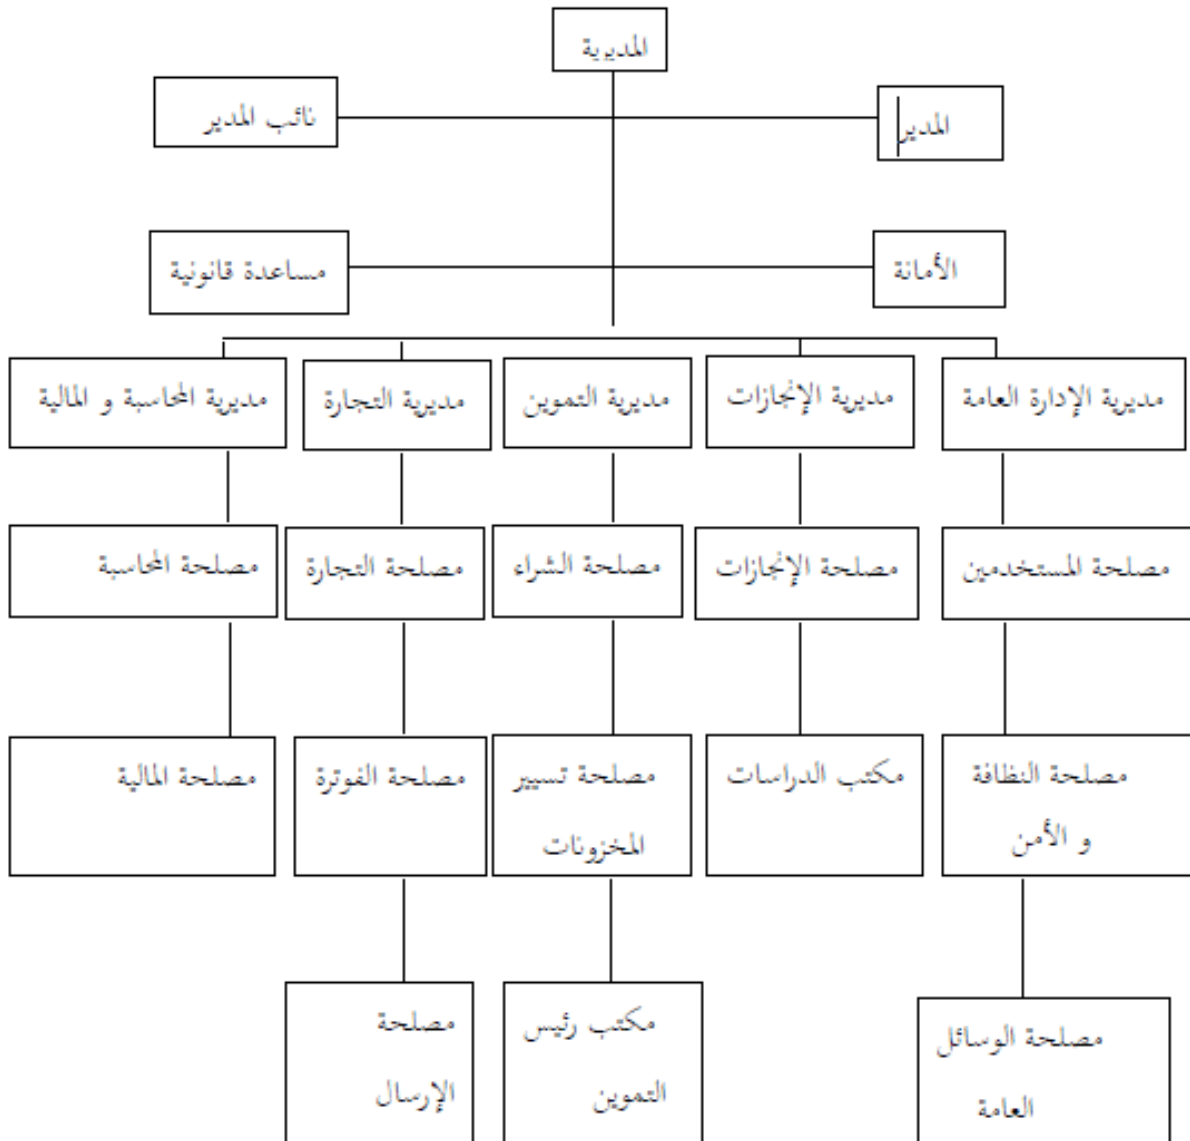 المديرية
المدير
نائب المدير
الأمانة
مساعدة قانونية
مديرية الإدارة العامة
مديرية الإنجازات
مديرية التموين
مديرية التجارة
مديرية المحاسبة و المالية
مصلحة المستخدمين
مصلحة الإنجازات
مصلحة الشراء
مصلحة التجارة
مصلحة المحاسبة
مصلحة النظافة
و الأمن
مكتب الدراسات
مصلحة تسيير
المخزونات
مصلحة الفوترة
مصلحة المالية
مصلحة الوسائل
العامة
مكتب رئيس
التموين
مصلحة
الإرسال